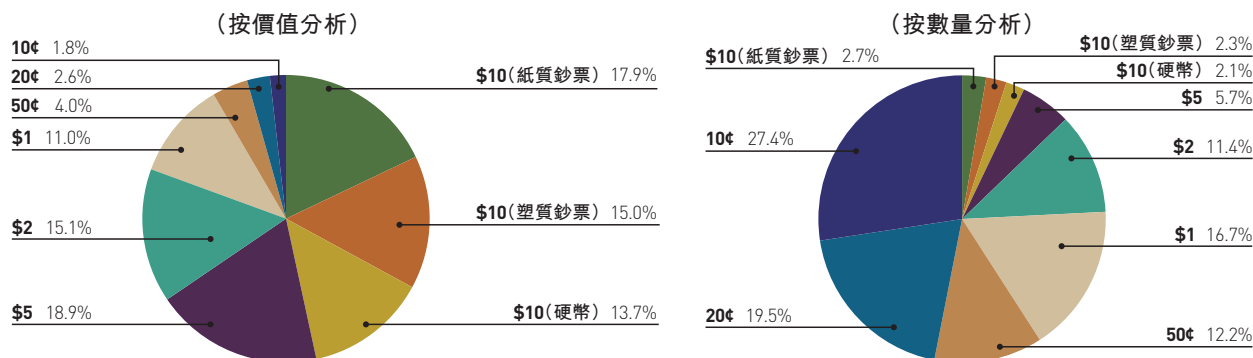 (按價值分析)
10¢ 1.8%
20¢ 2.6%
50¢ 4.0%
$1 11.0%
$2 15.1%
$5 18.9%
$10(紙質鈔票) 17.9%
$10(塑質鈔票) 15.0%
$10(硬幣) 13.7%
(按數量分析)
$10(紙質鈔票) 2.7%
10¢ 27.4%
20¢ 19.5%
$10(塑質鈔票) 2.3%
$10(硬幣) 2.1%
$5 5.7%
$2 11.4%
$1 16.7%
50¢ 12.2%